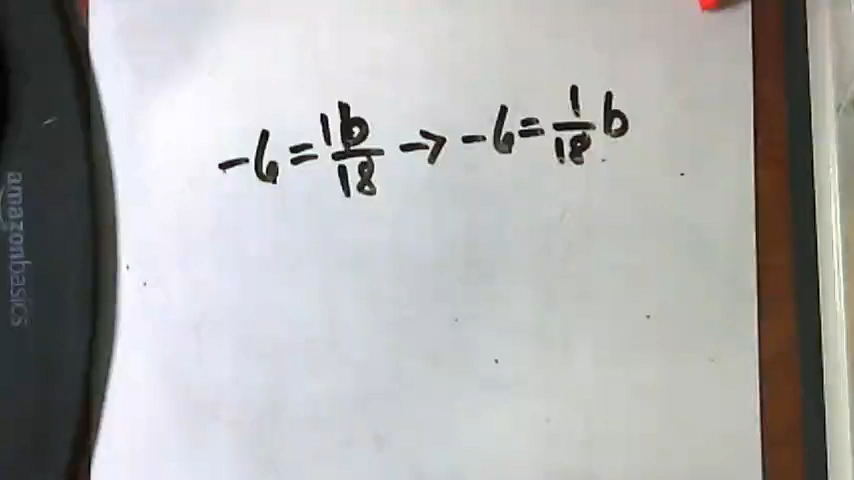 -6 = 1b/18 → -6 = 1/18 b
amazonbasics